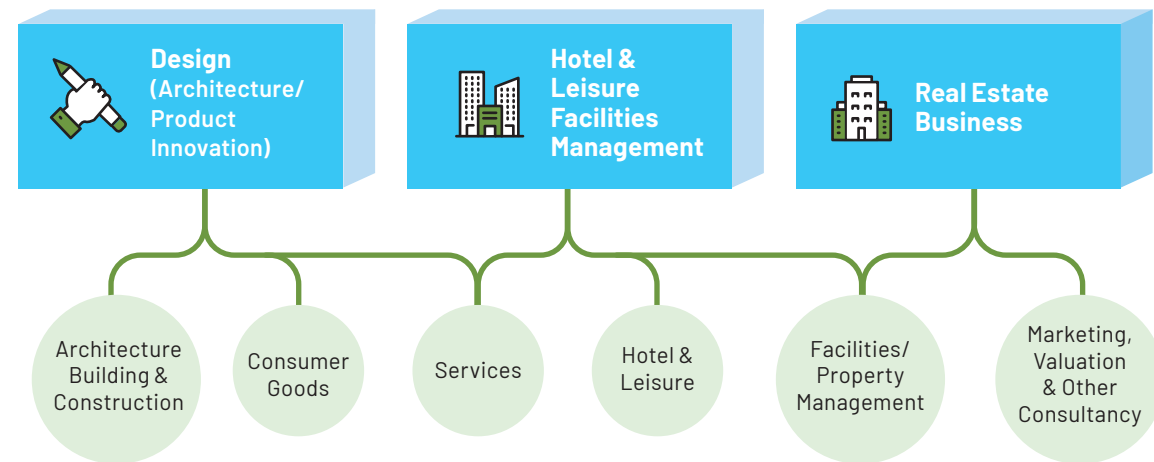 Design
(Architecture/
Product
Innovation)
Hotel &
Leisure
Facilities
Management
Real Estate
Business
Architecture
Building &
Construction
Consumer
Goods
Services
Hotel &
Leisure
Facilities/
Property
Management
Marketing,
Valuation
& Other
Consultancy